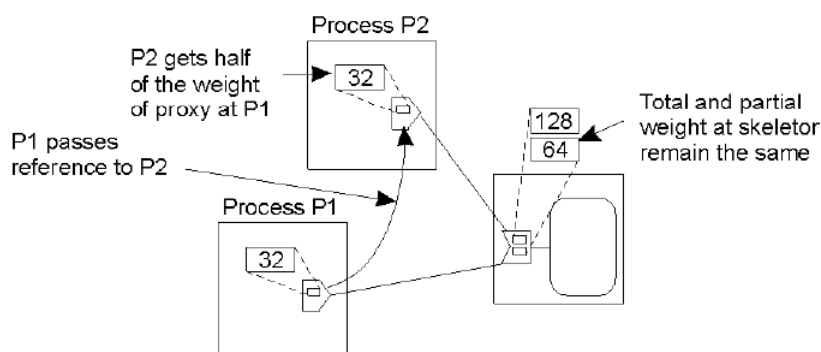 Process P2
P2 gets half
of the weight
of proxy at P1
32
128
64
Total and partial
weight at skeletor
remain the same
P1 passes
reference to P2
Process P1
32